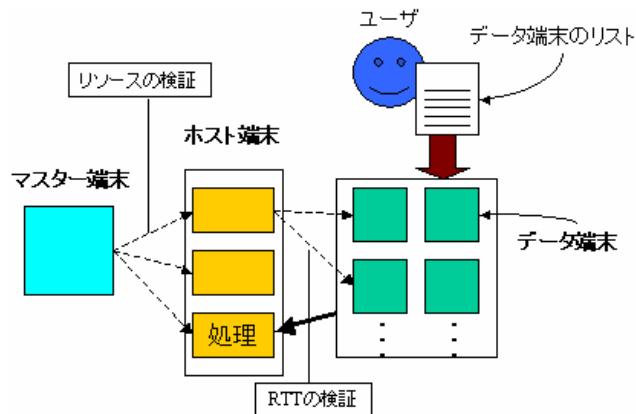 ユーザ
データ端末のリスト
リソースの検証
ホスト端末
マスター端末
データ端末
処理
RTTの検証